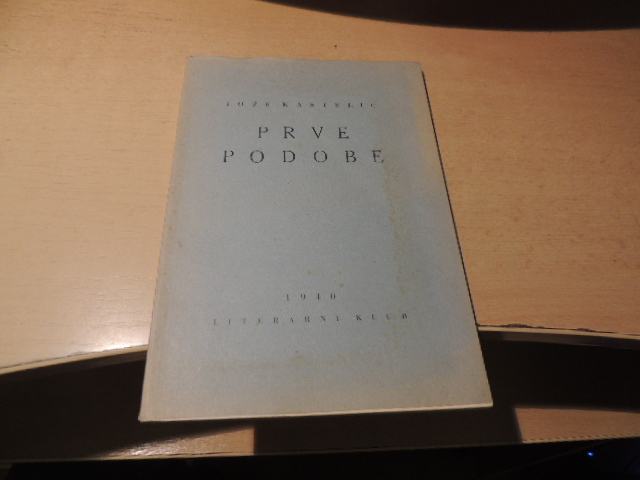 JOŽE KASTELIC
PRVE
PODOBE
1940
LITERARNI KLUB